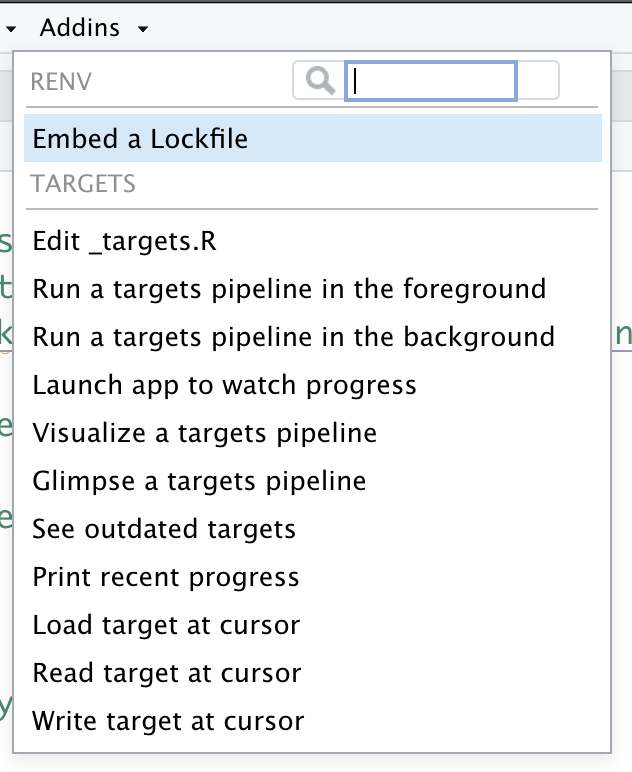 Addins
RENV
Embed a Lockfile
TARGETS
Edit _targets.R
Run a targets pipeline in the foreground
Run a targets pipeline in the background
Launch app to watch progress
Visualize a targets pipeline
Glimpse a targets pipeline
See outdated targets
Print recent progress
Load target at cursor
Read target at cursor
Write target at cursor